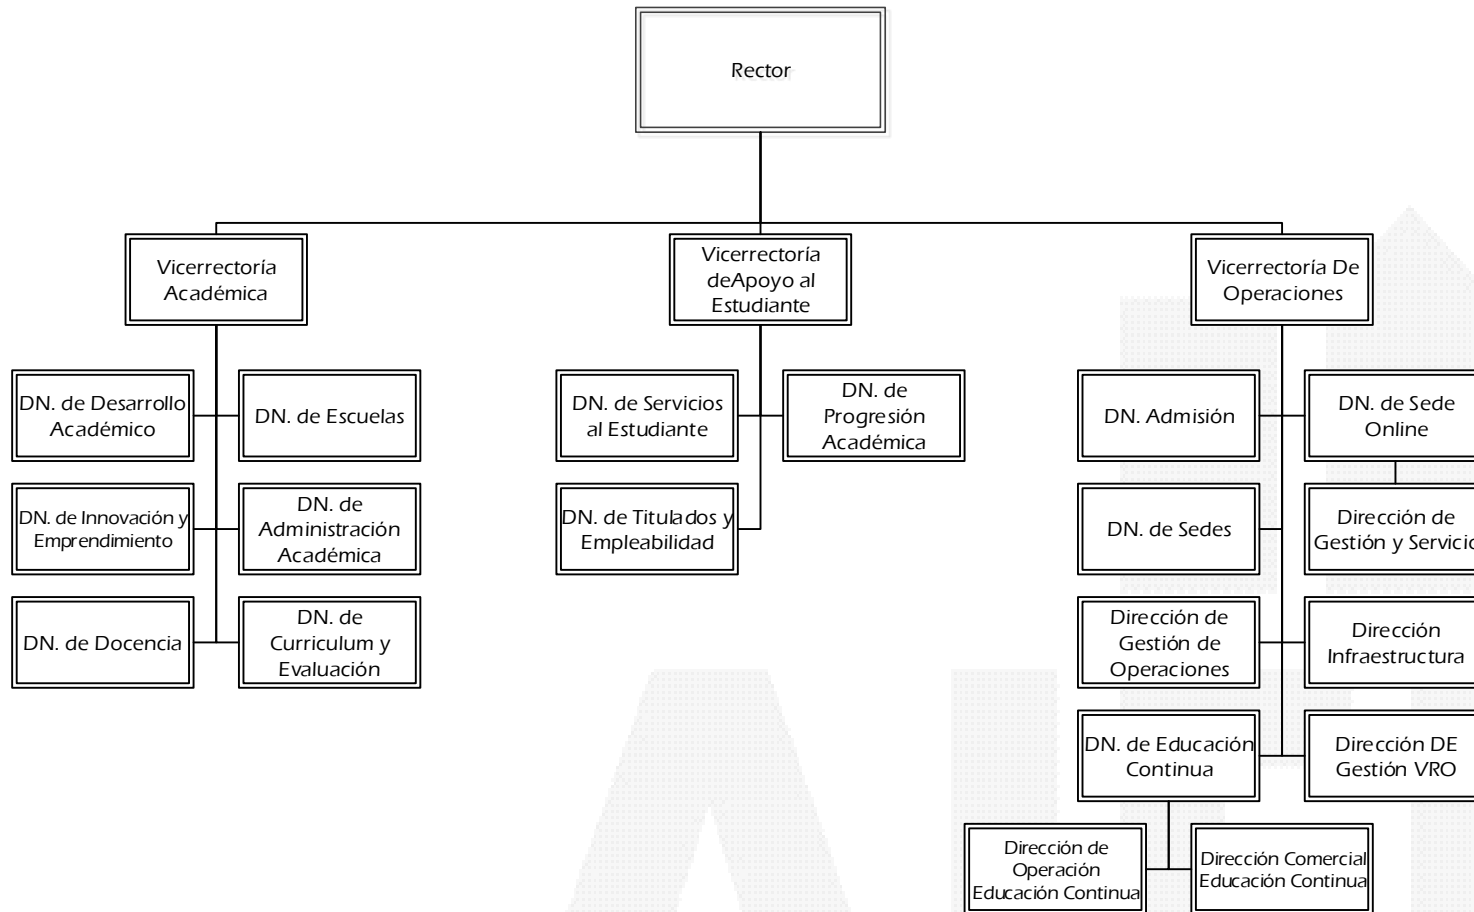 Rector
Vicerrectoría
Académica
Vicerrectoría
deApoyo al
Estudiante
Vicerrectoría De
Operaciones
DN. de Desarrollo
Académico
DN. de Escuelas
DN. de Servicios
al Estudiante
DN. de
Progresión
Académica
DN. Admisión
DN. de Sede
Online
DN. de Innovación y
Emprendimiento
DN. de
Administración
Académica
DN. de Titulados y
Empleabilidad
DN. de Sedes
Dirección de
Gestión y Servicio
DN. de Docencia
DN. de
Curriculum y
Evaluación
Dirección de
Gestión de
Operaciones
Dirección
Infraestructura
DN. de Educación
Continua
Dirección DE
Gestión VRO
Dirección de
Operación
Educación Continua
Dirección Comercial
Educación Continua